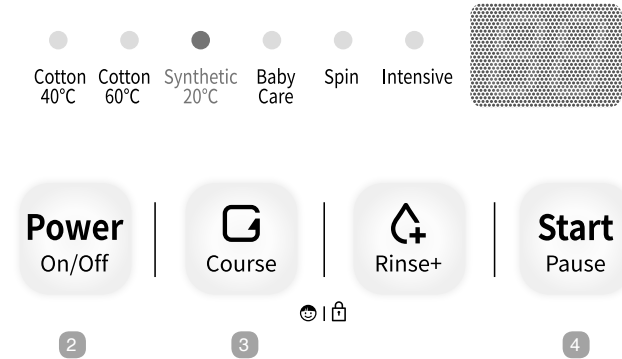 Cotton Cotton Synthetic Baby Spin Intensive
40°C 60°C 20°C Care
Power
On/Off
Course
Rinse+
Start
Pause
2 3 4